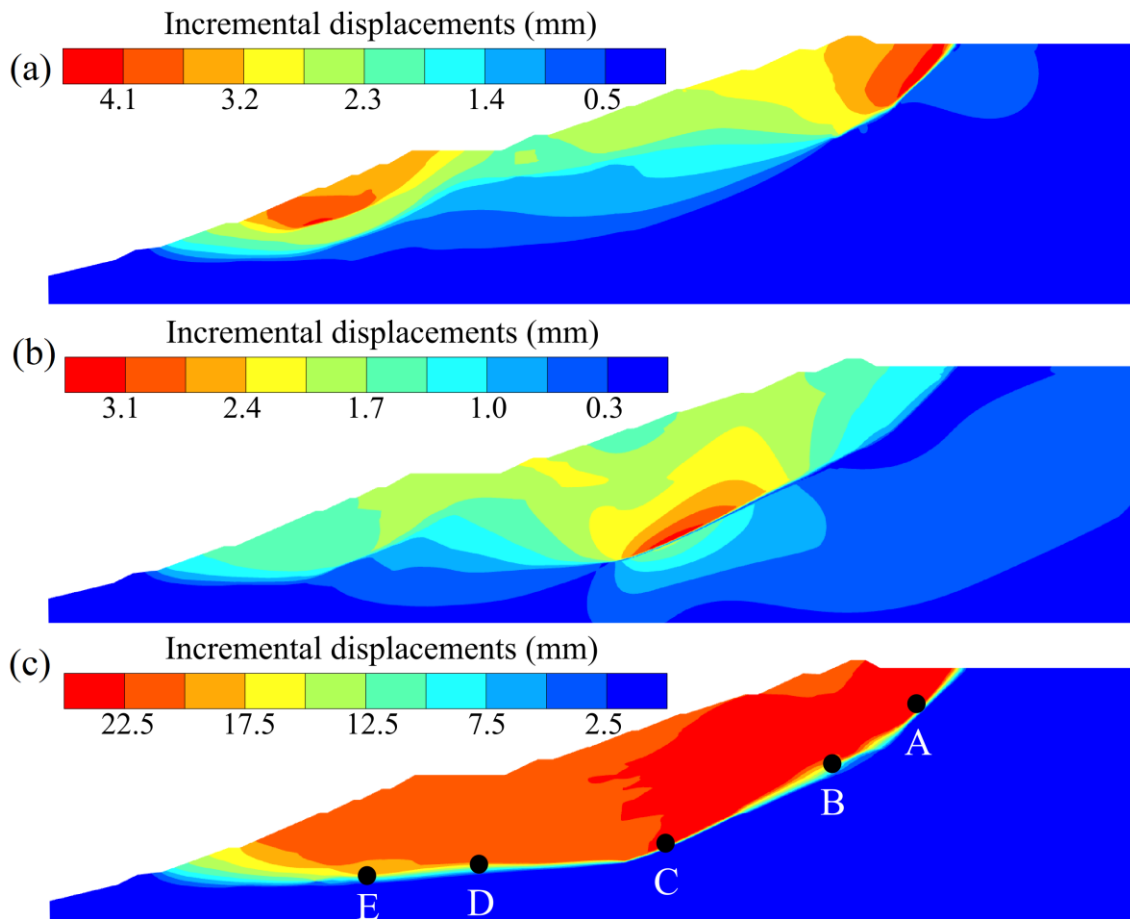 Incremental displacements (mm)
(a)
4.1 3.2 2.3 1.4 0.5
Incremental displacements (mm)
(b)
3.1 2.4 1.7 1.0 0.3
Incremental displacements (mm)
(c)
22.5 17.5 12.5 7.5 2.5
A
B
C
D
E